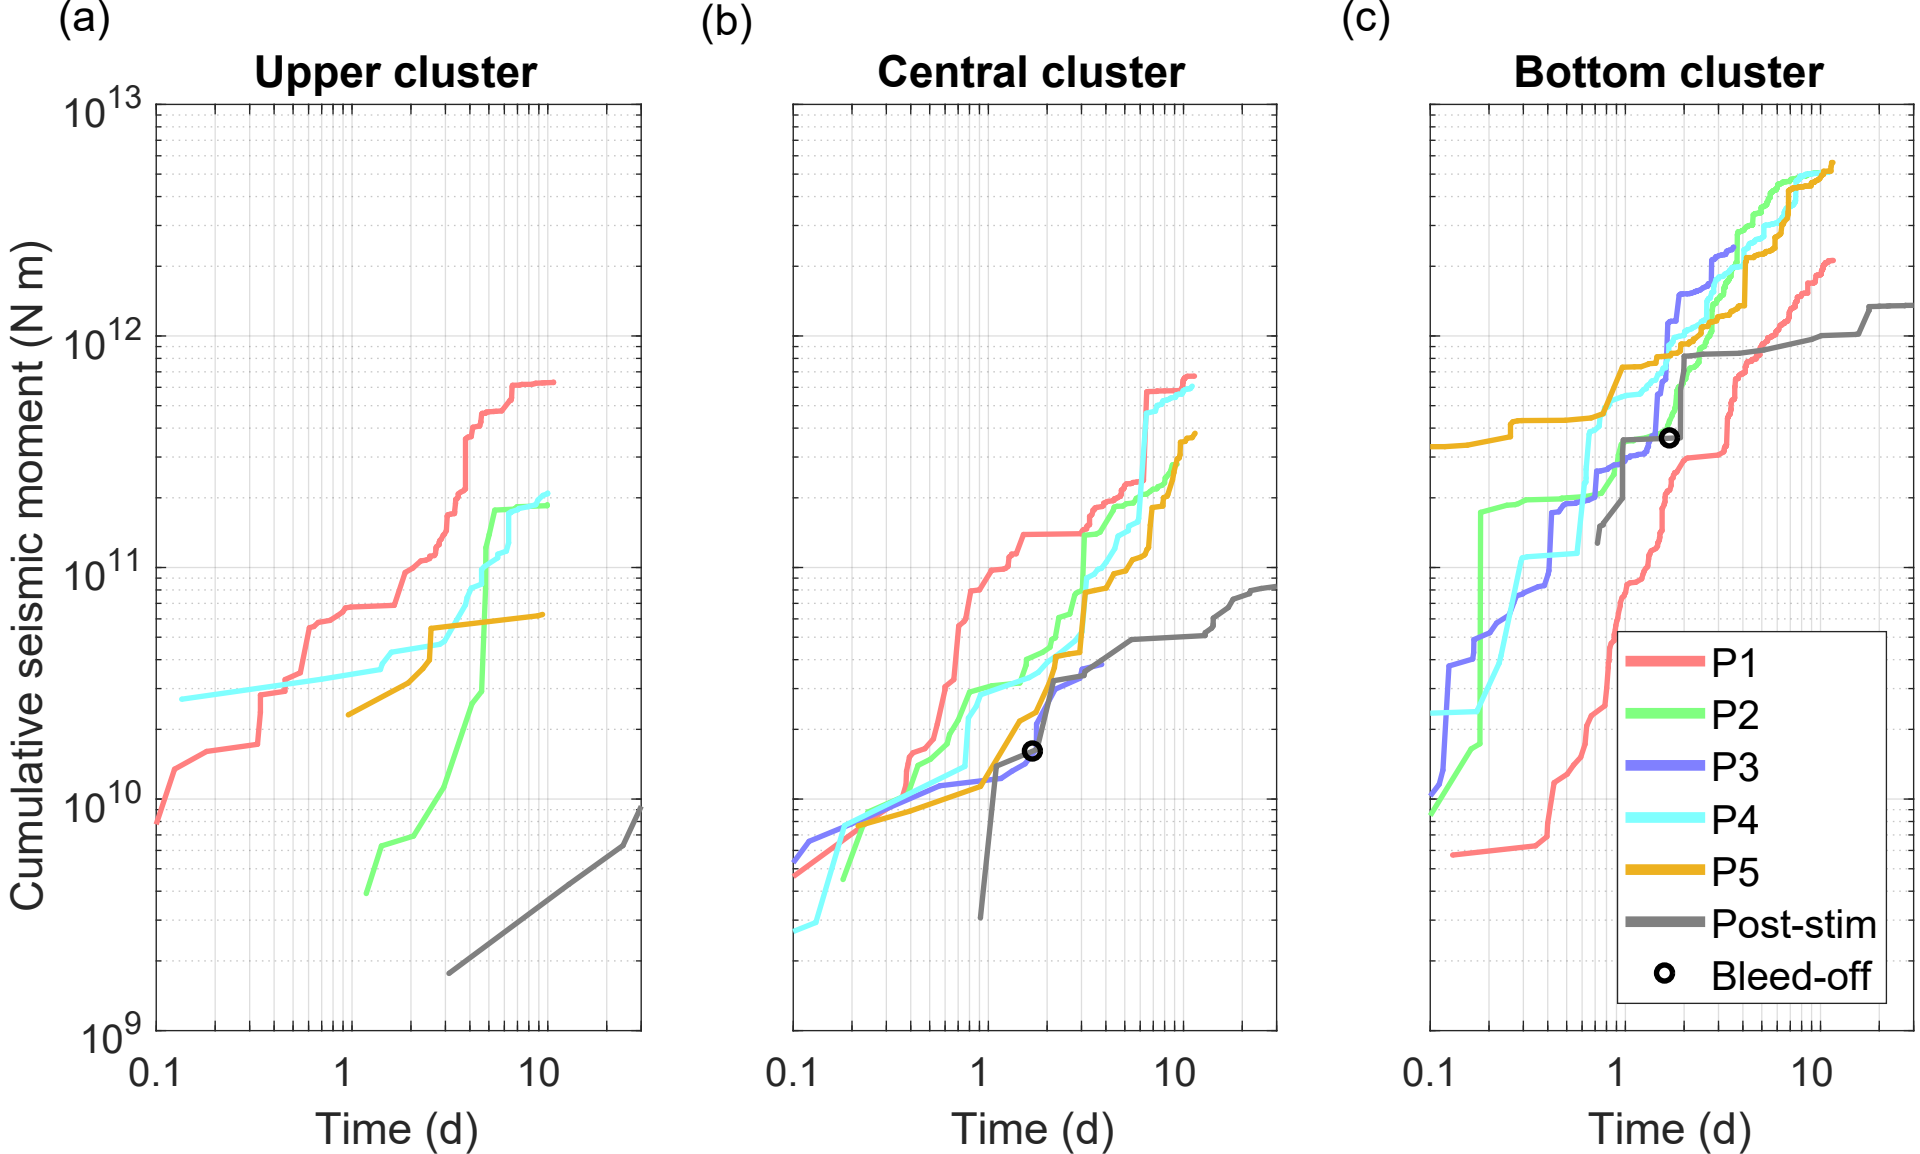 (a)
(b)
(c)
Upper cluster
Central cluster
Bottom cluster
Cumulative seismic moment (N m)
10^13
10^12
10^11
10^10
10^9
0.1 1 10
0.1 1 10
0.1 1 10
Time (d)
Time (d)
Time (d)
P1
P2
P3
P4
P5
Post-stim
Bleed-off